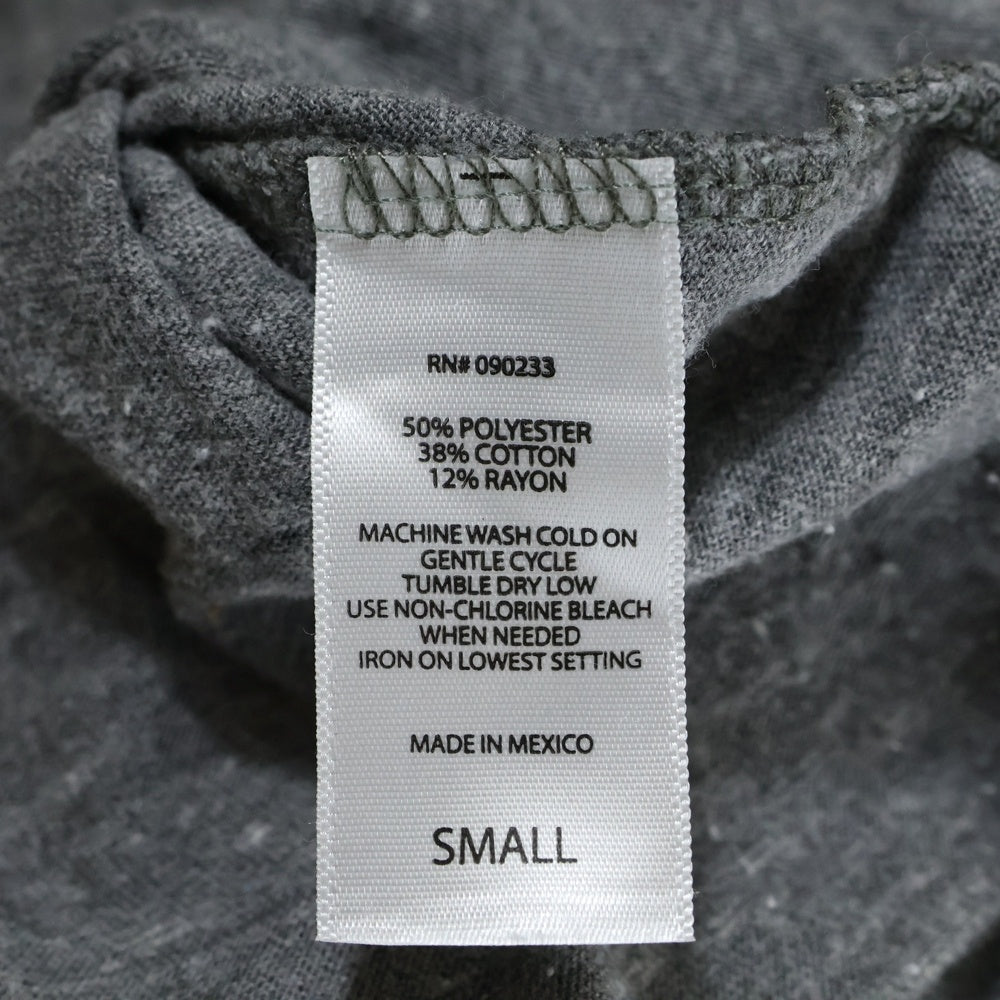 RN# 090233
50% POLYESTER
38% COTTON
12% RAYON
MACHINE WASH COLD ON
GENTLE CYCLE
TUMBLE DRY LOW
USE NON-CHLORINE BLEACH
WHEN NEEDED
IRON ON LOWEST SETTING
MADE IN MEXICO
SMALL